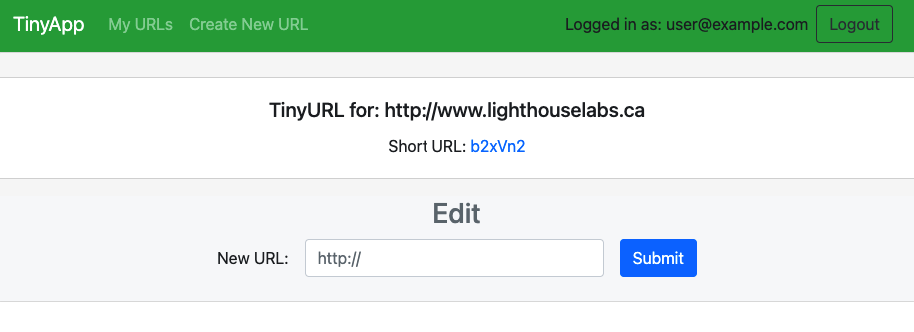 TinyApp My URLs Create New URL Logged in as: user@example.com Logout
TinyURL for: http://www.lighthouselabs.ca
Short URL: b2xVn2
Edit
New URL: http:// Submit